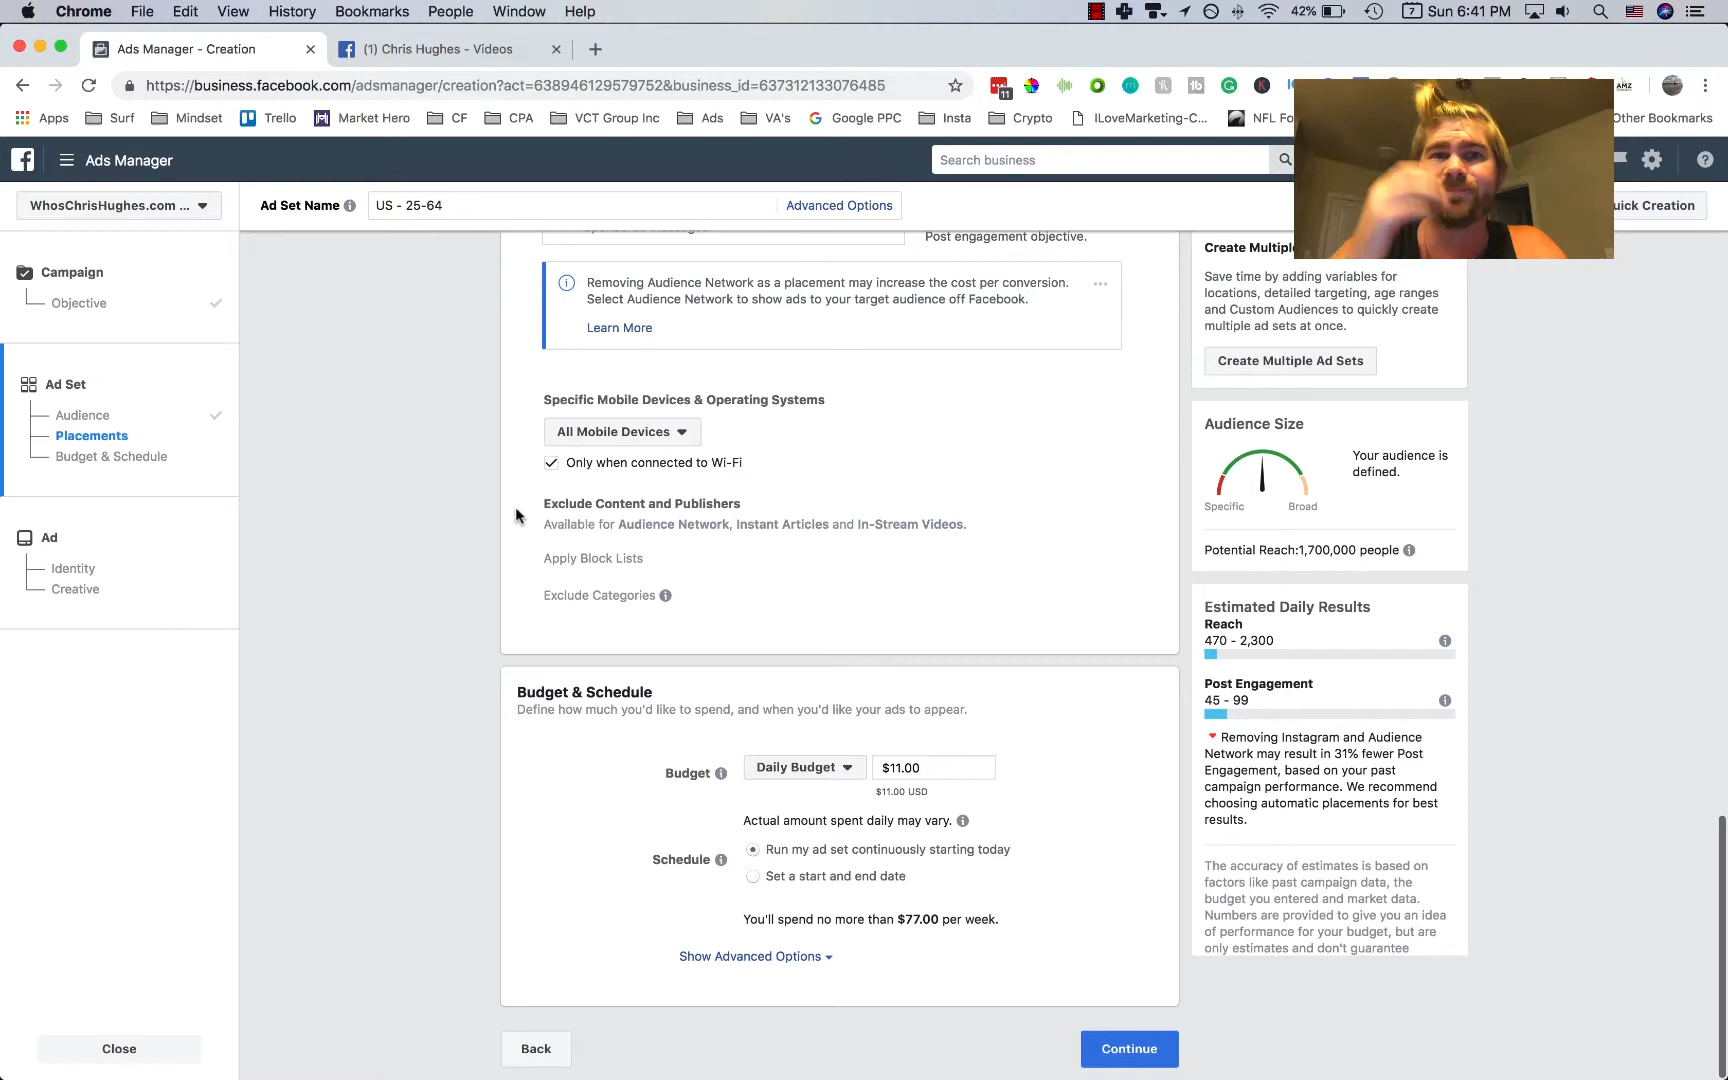 Chrome File Edit View History Bookmarks People Window Help 42% 7 Sun 6:41 PM
Ads Manager - Creation
(1) Chris Hughes - Videos
https://business.facebook.com/adsmanager/creation?act=638946129579752&business_id=637312133076485
11
Apps Surf Mindset Trello Market Hero CF CPA VCT Group Inc Ads VA's Google PPC Insta Crypto ILoveMarketing-C... NFL Fo Other Bookmarks
AMZ
Ads Manager
Search business
WhosChrisHughes.com ...
Ad Set Name
US - 25-64
Advanced Options
uick Creation
Campaign
Objective
Ad Set
Audience
Placements
Budget & Schedule
Ad
Identity
Creative
Close
Post engagement objective.
Removing Audience Network as a placement may increase the cost per conversion.
Select Audience Network to show ads to your target audience off Facebook.
Learn More
Specific Mobile Devices & Operating Systems
All Mobile Devices
Only when connected to Wi-Fi
Exclude Content and Publishers
Available for Audience Network, Instant Articles and In-Stream Videos.
Apply Block Lists
Exclude Categories
Budget & Schedule
Define how much you'd like to spend, and when you'd like your ads to appear.
Budget
Daily Budget
$11.00
$11.00 USD
Actual amount spent daily may vary.
Schedule
Run my ad set continuously starting today
Set a start and end date
You'll spend no more than $77.00 per week.
Show Advanced Options
Back
Continue
Create Multipl
Save time by adding variables for
locations, detailed targeting, age ranges
and Custom Audiences to quickly create
multiple ad sets at once.
Create Multiple Ad Sets
Audience Size
Specific
Broad
Your audience is
defined.
Potential Reach:1,700,000 people
Estimated Daily Results
Reach
470 - 2,300
Post Engagement
45 - 99
Removing Instagram and Audience
Network may result in 31% fewer Post
Engagement, based on your past
campaign performance. We recommend
choosing automatic placements for best
results.
The accuracy of estimates is based on
factors like past campaign data, the
budget you entered and market data.
Numbers are provided to give you an idea
of performance for your budget, but are
only estimates and don't guarantee